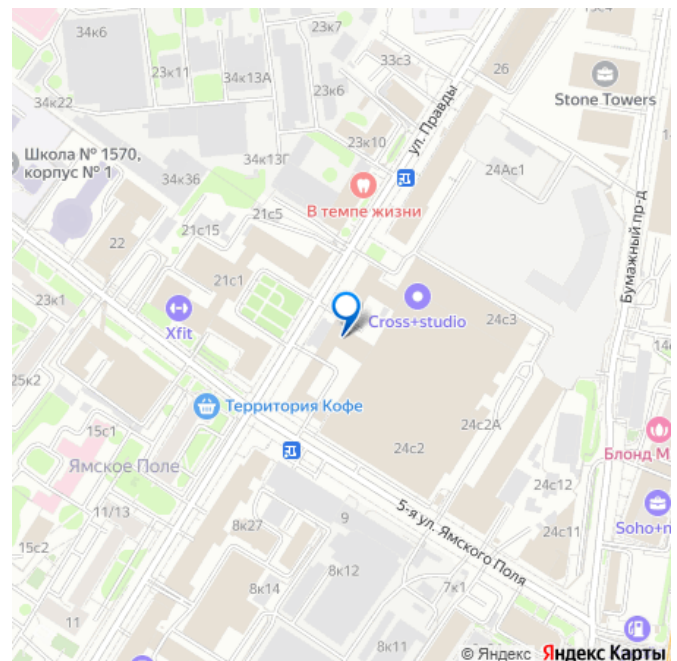 34к6
23к7
23к11
34к13А
33с3
23к6
26
Stone Towers
34к22
23к10
ул. Правды
Школа № 1570,
корпус № 1
34к13Г
24Ас1
34к36
В темпе жизни
Бумажный пр-д
21с5
21с15
22
21с1
23к1
Xfit
Cross+studio
24с3
25к2
Территория Кофе
15с1
24с2А
24с2
Блонд М
Ямское Поле
24с12
11/13
9
5-я ул. Ямского Поля
Soho+n
8к27
24с11
15с2
8к12
8к14
7к1
11
8к11
© Яндекс Яндекс Карты